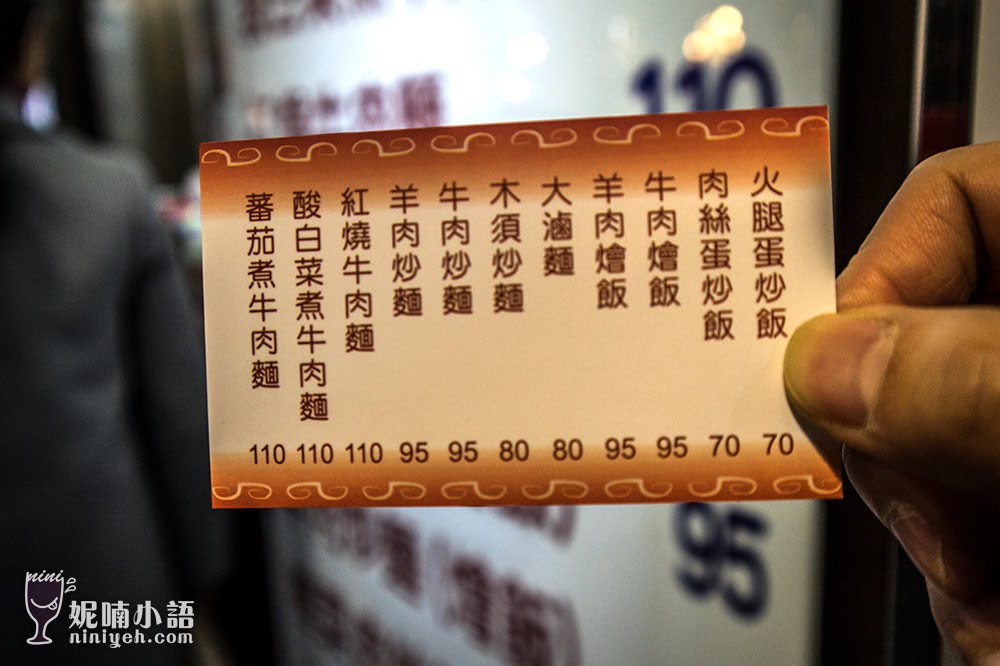 火腿蛋炒飯 70
肉絲蛋炒飯 70
牛肉燴飯 95
羊肉燴飯 95
大滷麵 80
木須炒麵 80
牛肉炒麵 95
羊肉炒麵 95
紅燒牛肉麵 110
酸白菜煮牛肉麵 110
蕃茄煮牛肉麵 110
110
95
nini
妮喃小語
niniyeh.com